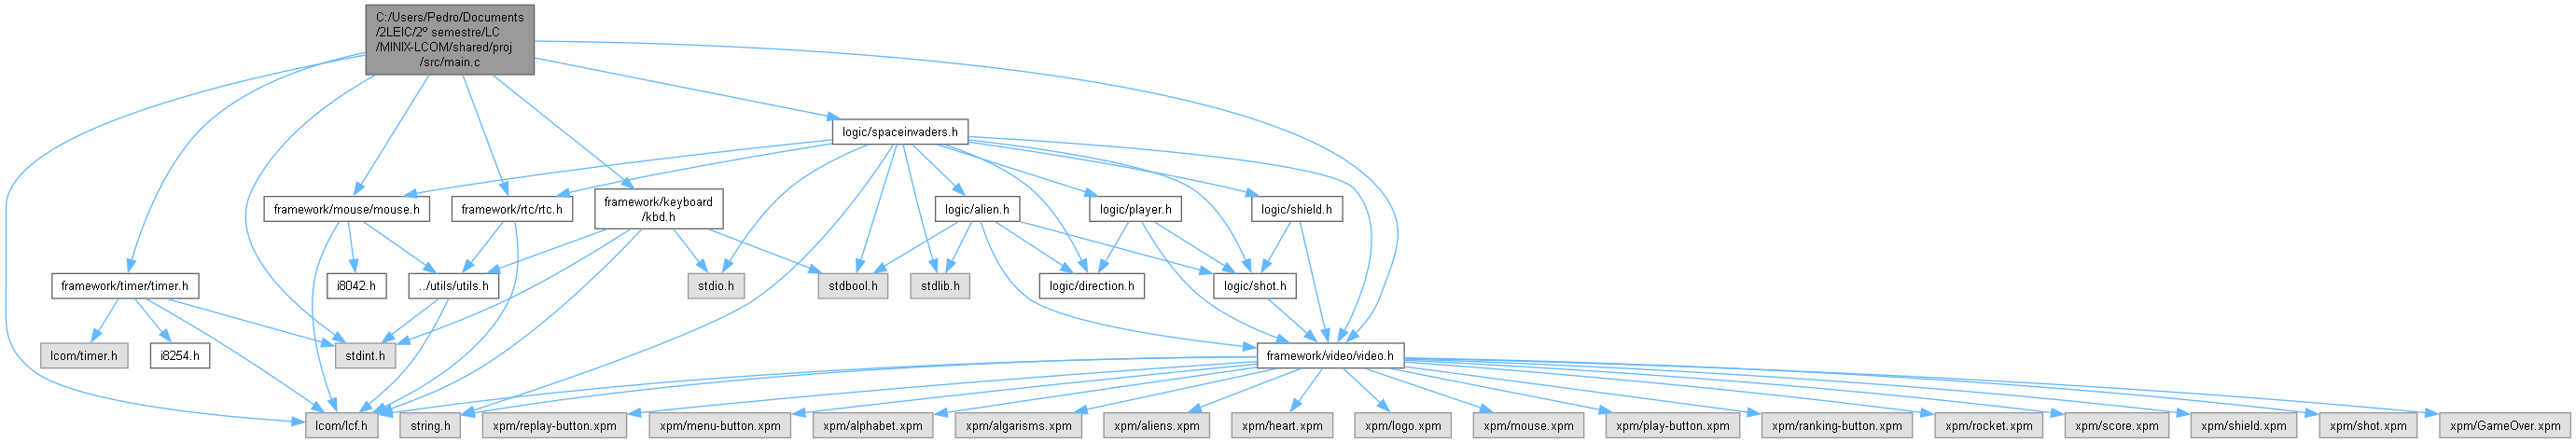 C:/Users/Pedro/Documents
/2LEIC/2º semestre/LC
/MINIX-LCOM/shared/proj
/src/main.c
logic/spaceinvaders.h
framework/mouse/mouse.h
framework/rtc/rtc.h
framework/keyboard
/kbd.h
logic/alien.h
logic/player.h
logic/shield.h
framework/timer/timer.h
i8042.h
../utils/utils.h
stdio.h
stdbool.h
stdlib.h
logic/direction.h
logic/shot.h
lcom/timer.h
i8254.h
stdint.h
framework/video/video.h
lcom/lcf.h
string.h
xpm/replay-button.xpm
xpm/menu-button.xpm
xpm/alphabet.xpm
xpm/algarisms.xpm
xpm/aliens.xpm
xpm/heart.xpm
xpm/logo.xpm
xpm/mouse.xpm
xpm/play-button.xpm
xpm/ranking-button.xpm
xpm/rocket.xpm
xpm/score.xpm
xpm/shield.xpm
xpm/shot.xpm
xpm/GameOver.xpm